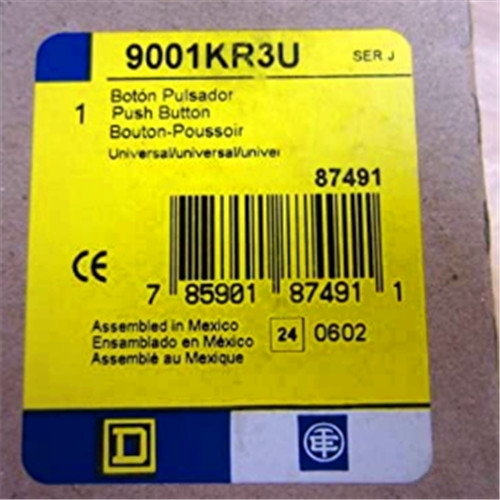 9001KR3U SER J
1 Botón Pulsador
Push Button
Bouton-Poussoir
Universal/universal/univer
87491
CE
7 85901 87491 1
Assembled in Mexico
Ensamblado en México
Assemblé au Mexique
24 0602
D